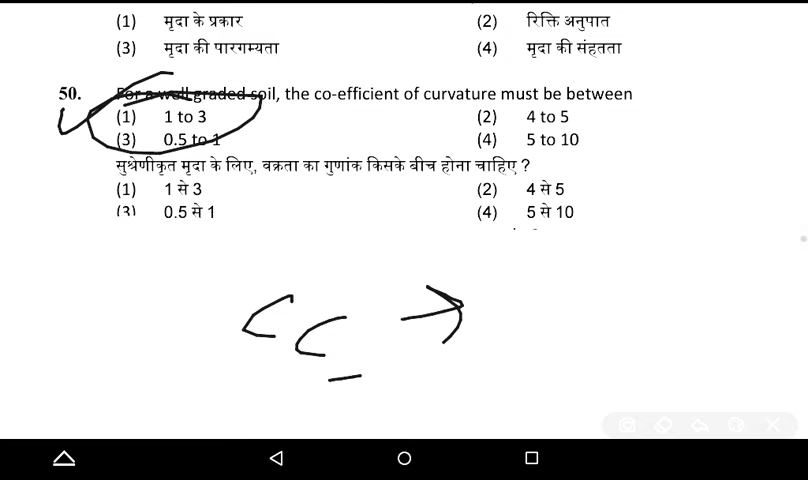 (1) मृदा के प्रकार (2) रिक्ति अनुपात
(3) मृदा की पारगम्यता (4) मृदा की संहतता
50. For a well graded soil, the co-efficient of curvature must be between
(1) 1 to 3 (2) 4 to 5
(3) 0.5 to 1 (4) 5 to 10
सुश्रेणीकृत मृदा के लिए, वक्रता का गुणांक किसके बीच होना चाहिए ?
(1) 1 से 3 (2) 4 से 5
(3) 0.5 से 1 (4) 5 से 10
CC →